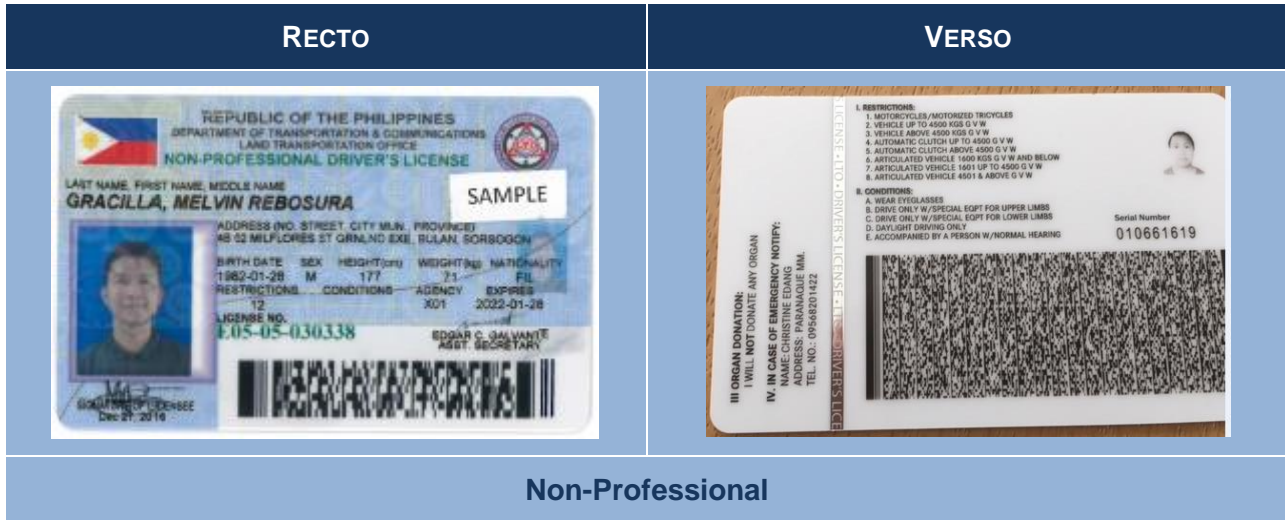 RECTO
VERSO
REPUBLIC OF THE PHILIPPINES
DEPARTMENT OF TRANSPORTATION & COMMUNICATIONS
LAND TRANSPORTATION OFFICE
NON-PROFESSIONAL DRIVER'S LICENSE
LAST NAME, FIRST NAME, MIDDLE NAME
GRACILLA, MELVIN REBOSURA
SAMPLE
ADDRESS (NO. STREET, CITY MUN. PROVINCE)
MILFLORES ST BULAN, SORSOGON
BIRTH DATE SEX HEIGHT(cm) WEIGHT(kg) NATIONALITY
1982-01-28 M 177 71 FIL
RESTRICTIONS CONDITIONS AGENCY EXPIRES
12 X01 2022-01-28
LICENSE NO.
E05-05-030338
EDGAR C. GALVANTE
ASST. SECRETARY
SIGNATURE OF LICENSEE
Dec 27, 2016
I. RESTRICTIONS:
1. MOTORCYCLES/MOTORIZED TRICYCLES
2. VEHICLE UP TO 4500 KGS G V W
3. VEHICLE ABOVE 4500 KGS G V W
4. AUTOMATIC CLUTCH UP TO 4500 G V W
5. AUTOMATIC CLUTCH ABOVE 4500 G V W
6. ARTICULATED VEHICLE 1600 KGS G V W AND BELOW
7. ARTICULATED VEHICLE 1601 UP TO 4500 G V W
8. ARTICULATED VEHICLE 4501 & ABOVE G V W
II. CONDITIONS:
A. WEAR EYEGLASSES
B. DRIVE ONLY W/SPECIAL EQPT FOR UPPER LIMBS
C. DRIVE ONLY W/SPECIAL EQPT FOR LOWER LIMBS
D. DAYLIGHT DRIVING ONLY
E. ACCOMPANIED BY A PERSON W/NORMAL HEARING
Serial Number
010661619
III ORGAN DONATION:
I WILL NOT DONATE ANY ORGAN
IV. IN CASE OF EMERGENCY NOTIFY:
NAME: CHRISTINE EDANG
ADDRESS: PARANAQUE MM.
TEL. NO.: 09568201422
S LICENSE • LTO • DRIVER'S LICENSE • DRIVER'S LICE
Non-Professional